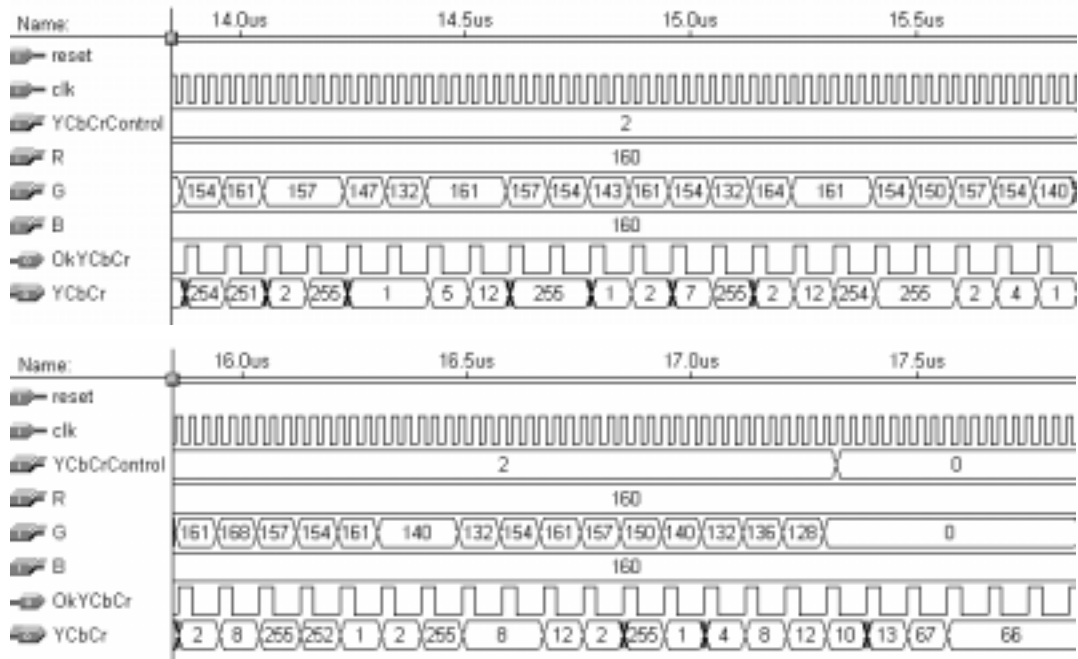 Name: 14.0us 14.5us 15.0us 15.5us
reset
clk
YCbCrControl 2
R 160
G 154 161 157 147 132 161 157 154 143 161 154 132 164 161 154 150 157 154 140
B 160
OkYCbCr
YCbCr 254 251 2 255 1 5 12 255 1 2 7 255 2 12 254 255 2 4 1
Name: 16.0us 16.5us 17.0us 17.5us
reset
clk
YCbCrControl 2 0
R 160
G 161 168 157 154 161 140 132 154 161 157 150 140 132 136 128 0
B 160
OkYCbCr
YCbCr 2 8 255 252 1 2 255 8 12 2 255 1 4 8 12 10 13 67 66